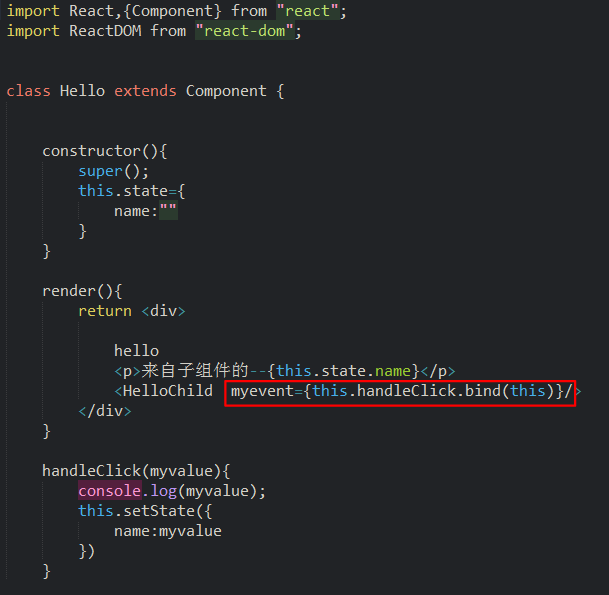 import React,{Component} from "react";
import ReactDOM from "react-dom";
class Hello extends Component {
constructor(){
super();
this.state={
name:""
}
}
render(){
return <div>
hello
<p>来自子组件的--{this.state.name}</p>
<HelloChild myevent={this.handleClick.bind(this)}/>
</div>
}
handleClick(myvalue){
console.log(myvalue);
this.setState({
name:myvalue
})
}